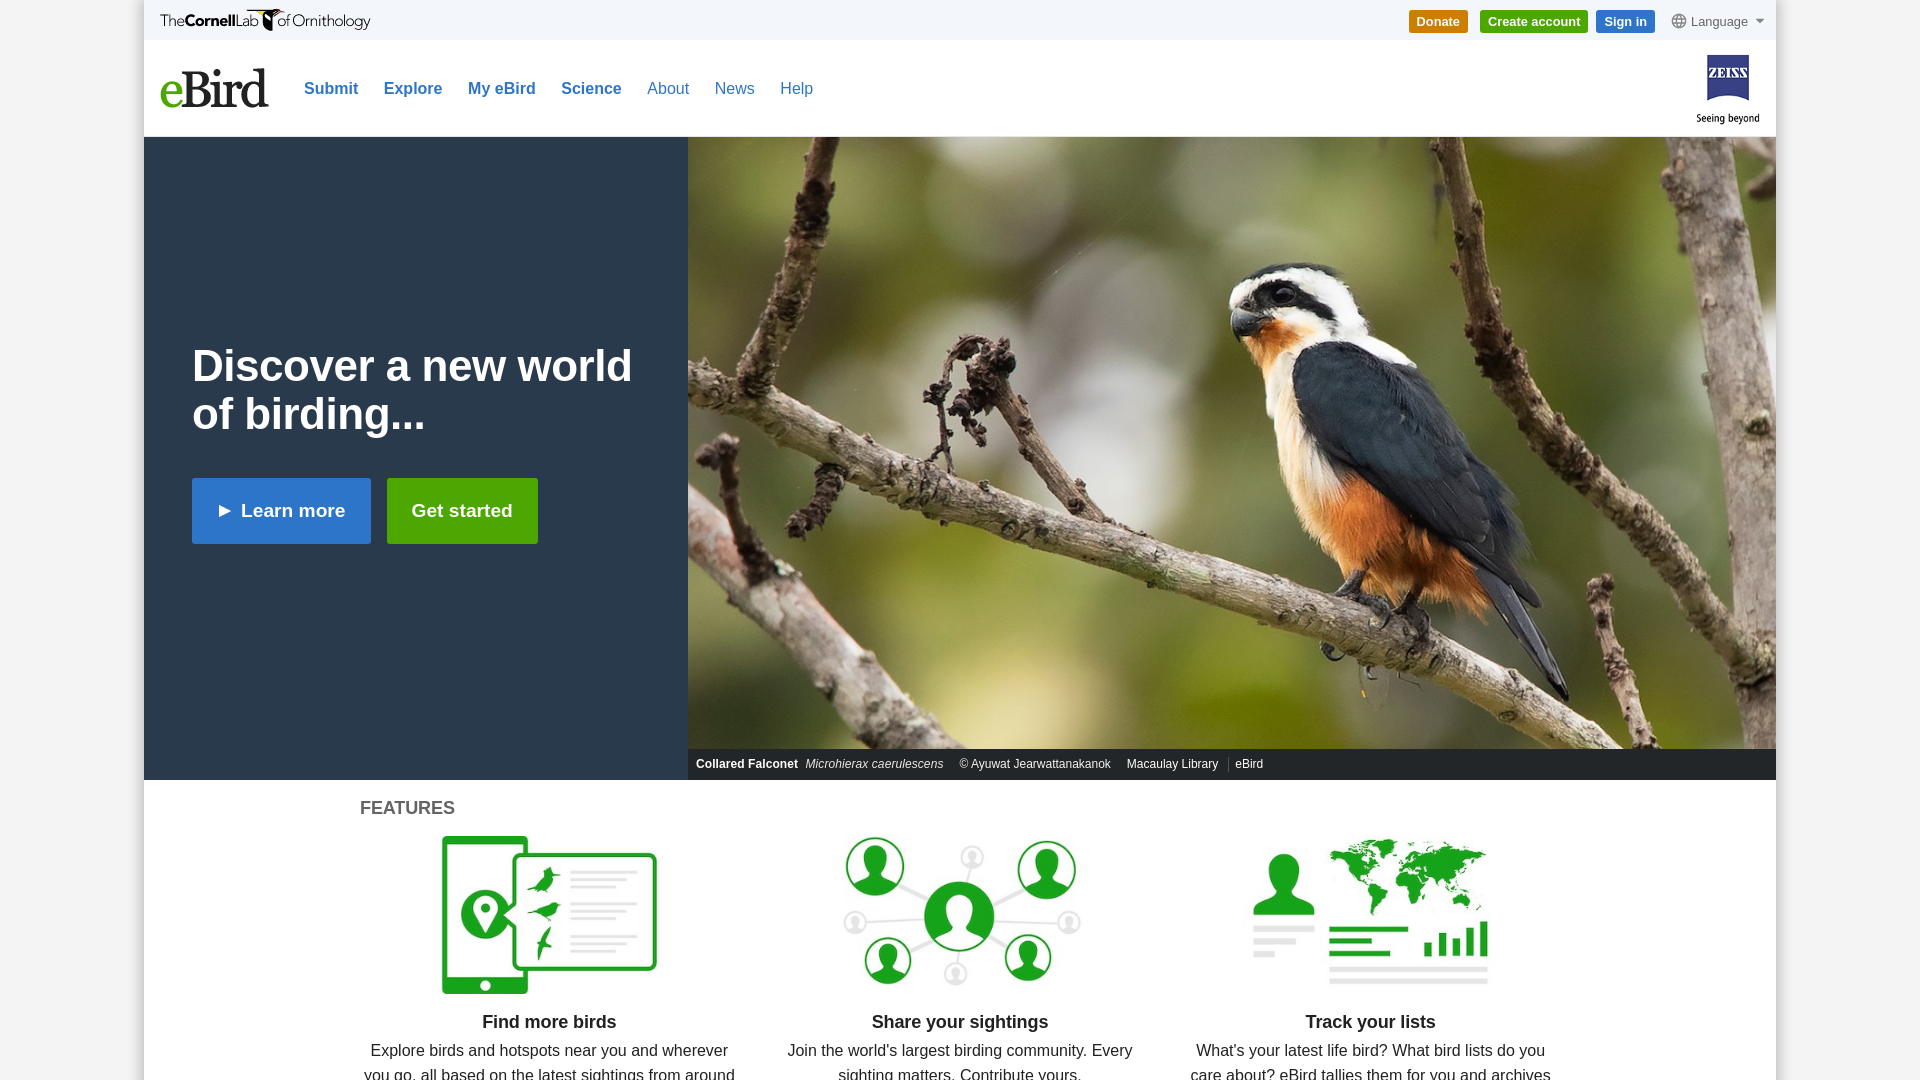 TheCornellLab of Ornithology
Donate
Create account
Sign in
Language
eBird
Submit
Explore
My eBird
Science
About
News
Help
ZEISS
Seeing beyond
Discover a new world
of birding...
Learn more
Get started
Collared Falconet Microhierax caerulescens © Ayuwat Jearwattanakanok Macaulay Library eBird
FEATURES
Find more birds
Explore birds and hotspots near you and wherever
you go, all based on the latest sightings from around
Share your sightings
Join the world's largest birding community. Every
sighting matters. Contribute yours.
Track your lists
What's your latest life bird? What bird lists do you
care about? eBird tallies them for you and archives